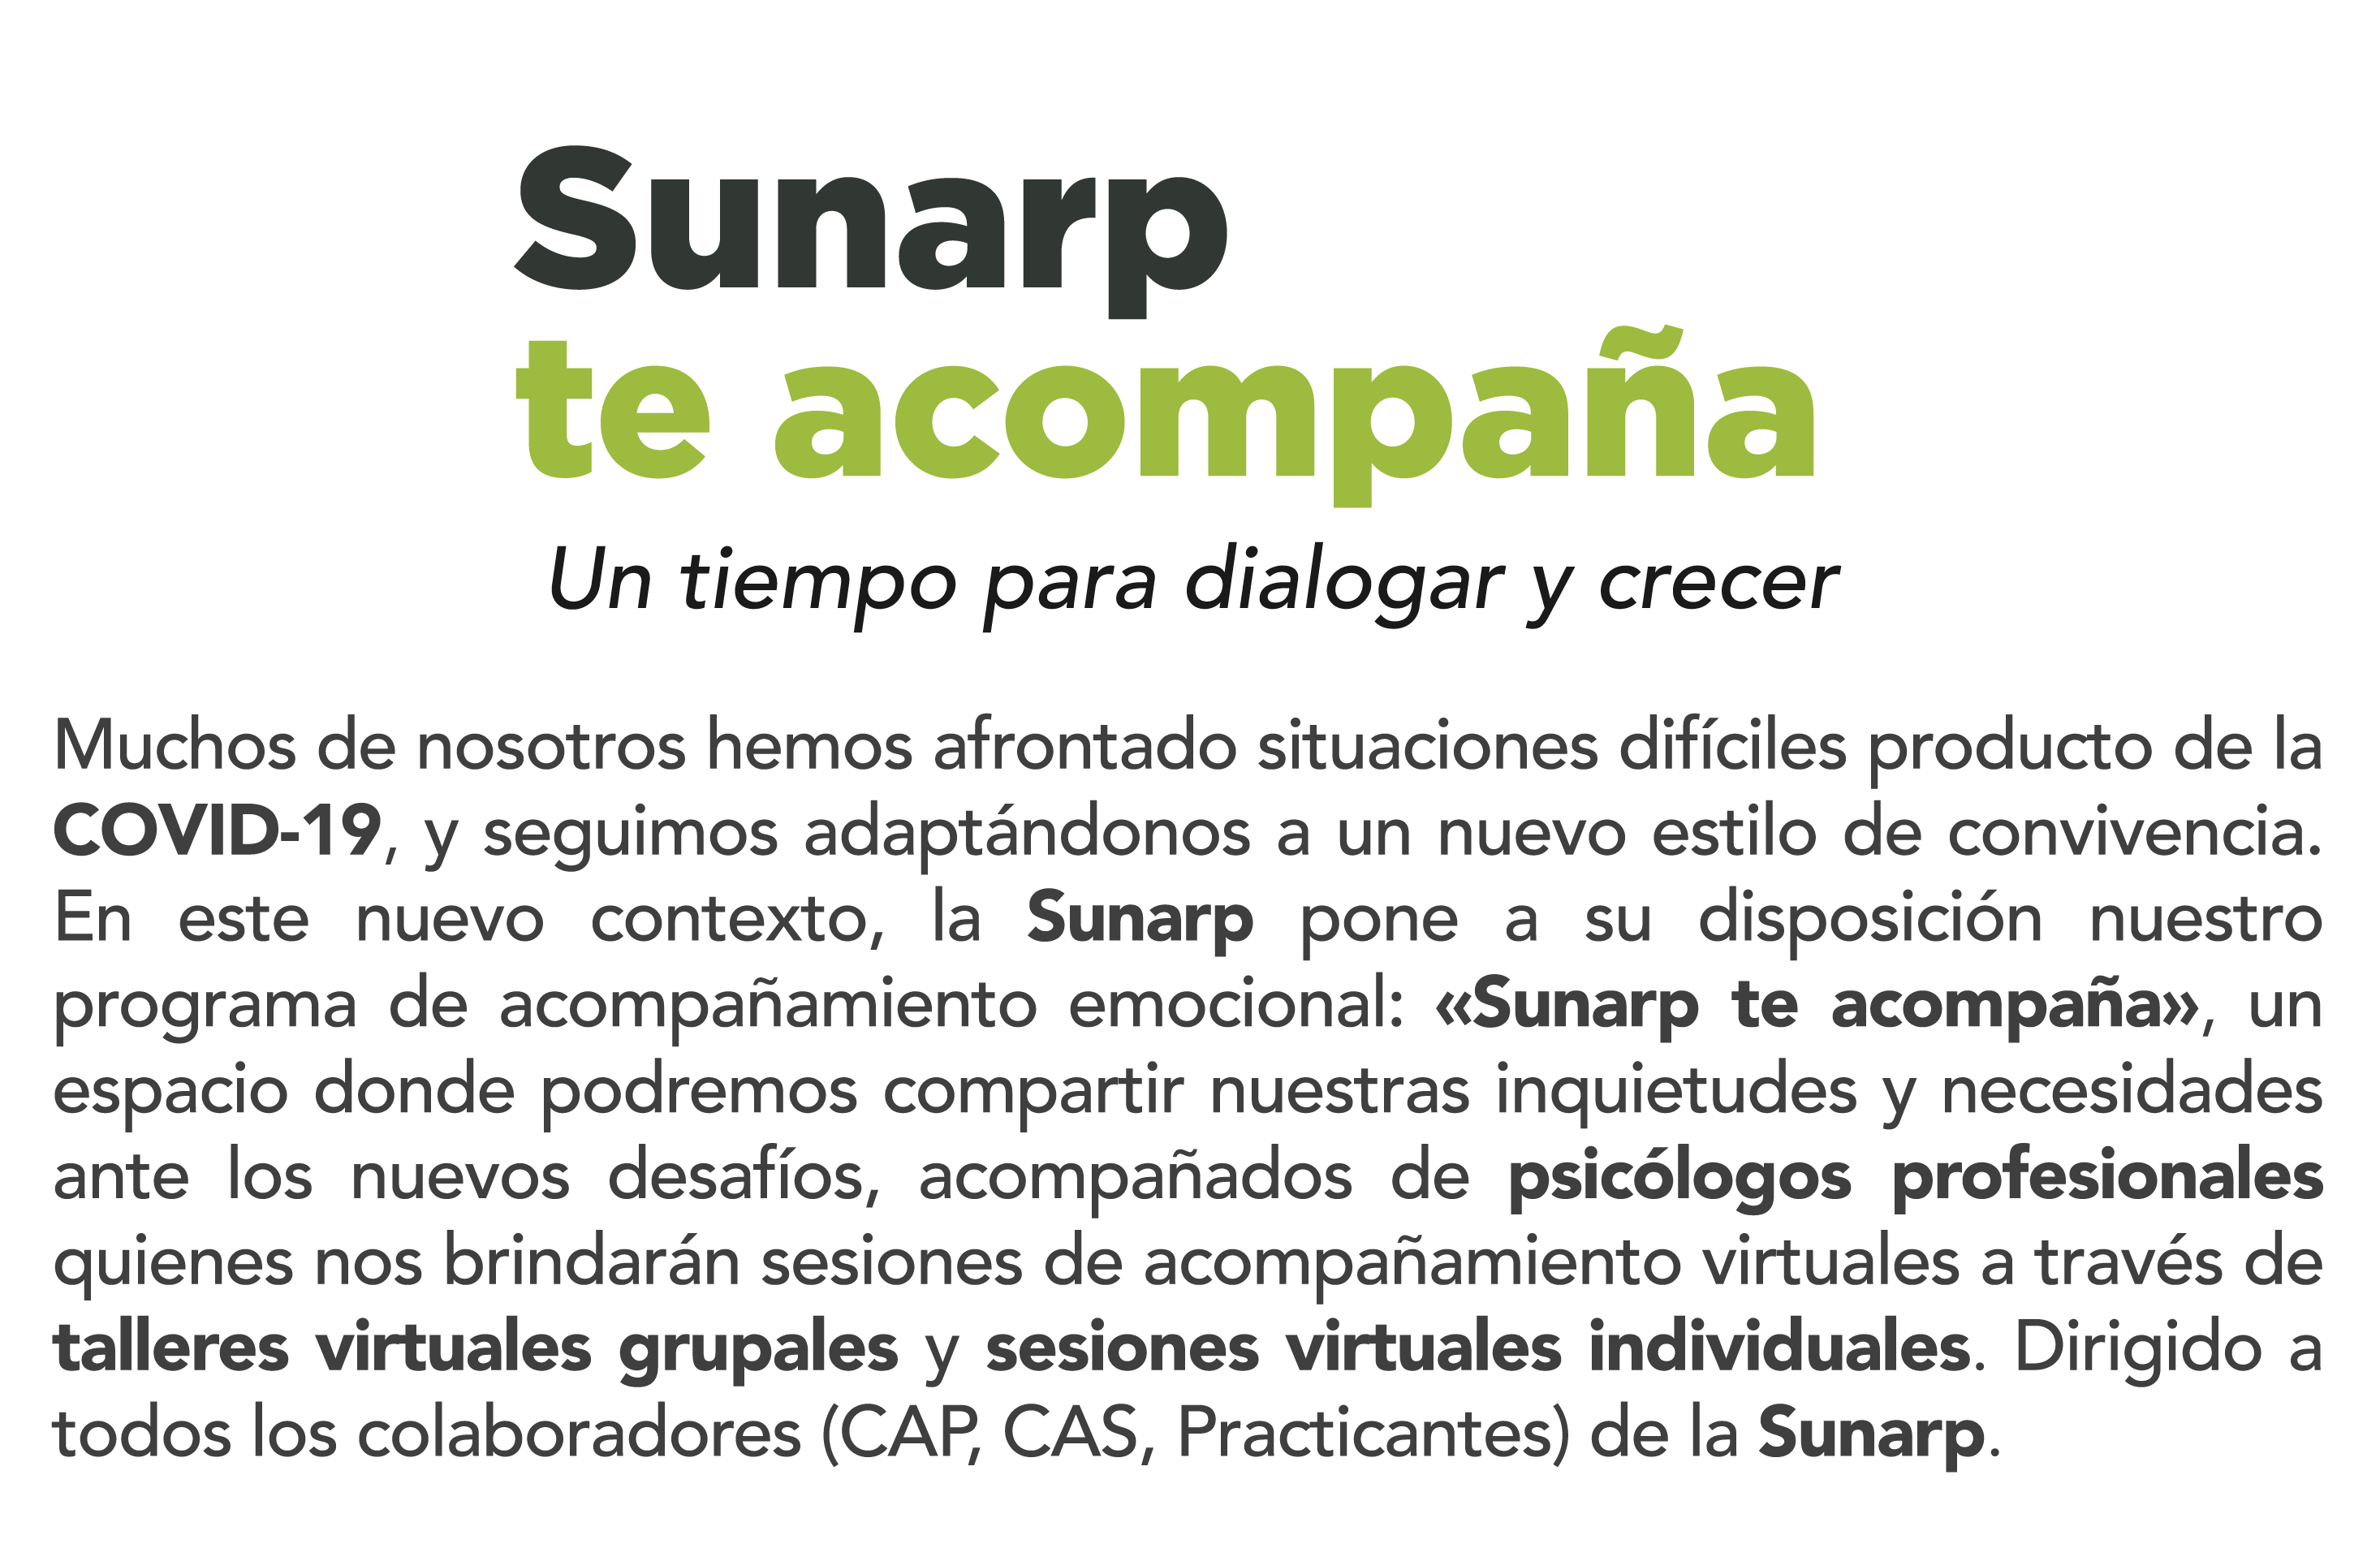 Sunarp
te acompaña
Un tiempo para dialogar y crecer
Muchos de nosotros hemos afrontado situaciones difíciles producto de la
COVID-19, y seguimos adaptándonos a un nuevo estilo de convivencia.
En este nuevo contexto, la Sunarp pone a su disposición nuestro
programa de acompañamiento emocional: «Sunarp te acompaña», un
espacio donde podremos compartir nuestras inquietudes y necesidades
ante los nuevos desafíos, acompañados de psicólogos profesionales
quienes nos brindarán sesiones de acompañamiento virtuales a través de
talleres virtuales grupales y sesiones virtuales individuales. Dirigido a
todos los colaboradores (CAP, CAS, Practicantes) de la Sunarp.